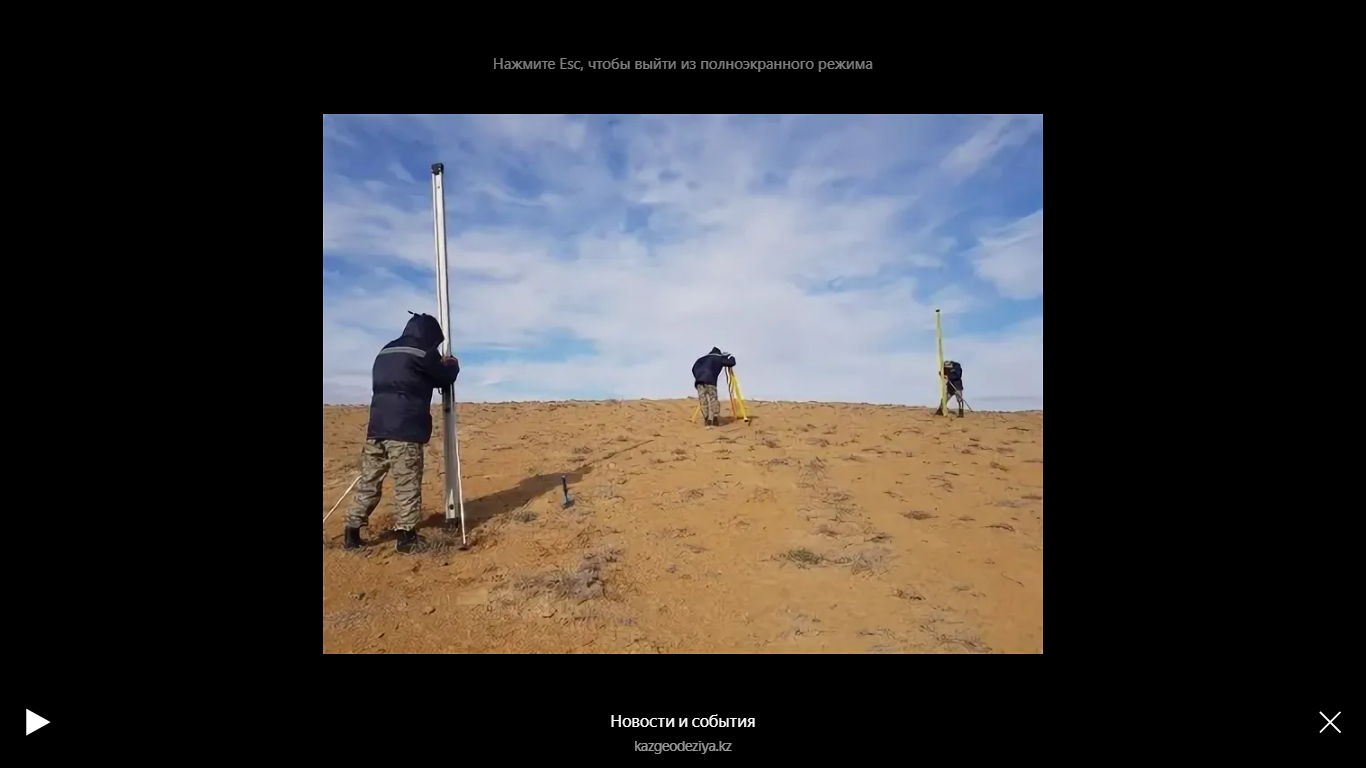 Нажмите Esc, чтобы выйти из полноэкранного режима
Новости и события
kazgeodeziya.kz